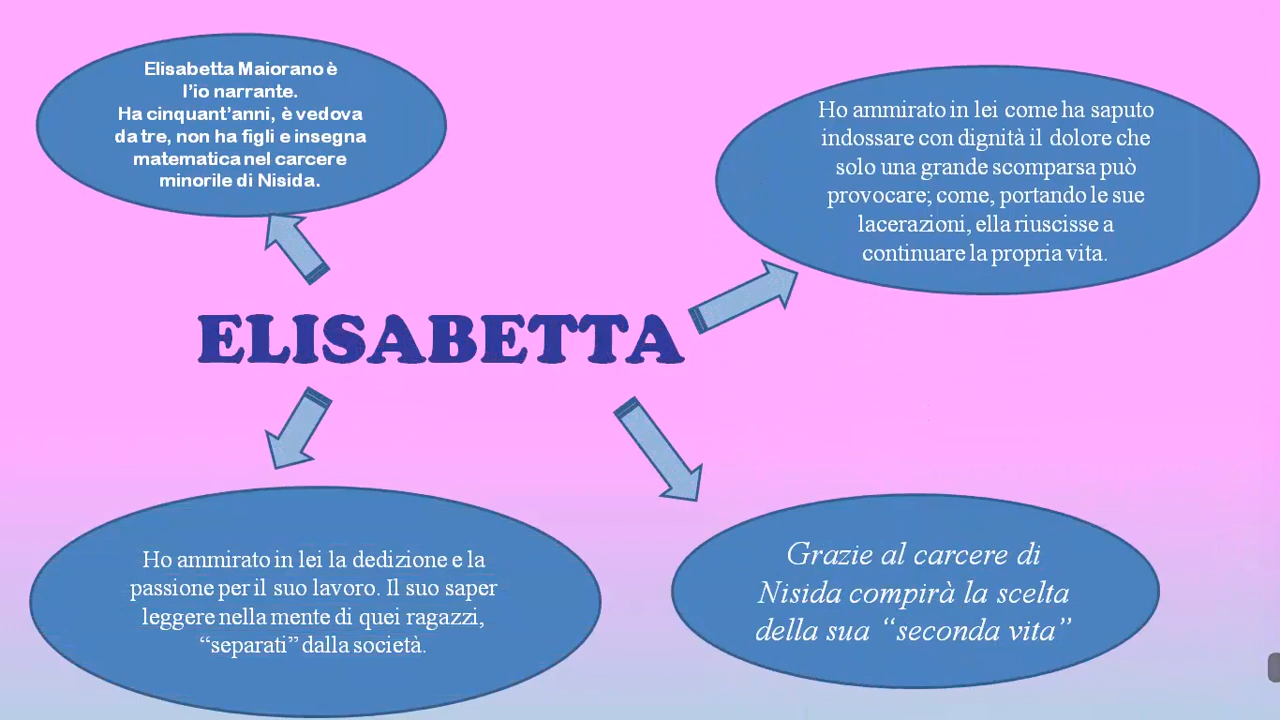 Elisabetta Maiorano è
l’io narrante.
Ha cinquant’anni, è vedova
da tre, non ha figli e insegna
matematica nel carcere
minorile di Nisida.
Ho ammirato in lei come ha saputo
indossare con dignità il dolore che
solo una grande scomparsa può
provocare; come, portando le sue
lacerazioni, ella riuscisse a
continuare la propria vita.
ELISABETTA
Ho ammirato in lei la dedizione e la
passione per il suo lavoro. Il suo saper
leggere nella mente di quei ragazzi,
“separati” dalla società.
Grazie al carcere di
Nisida compirà la scelta
della sua “seconda vita”